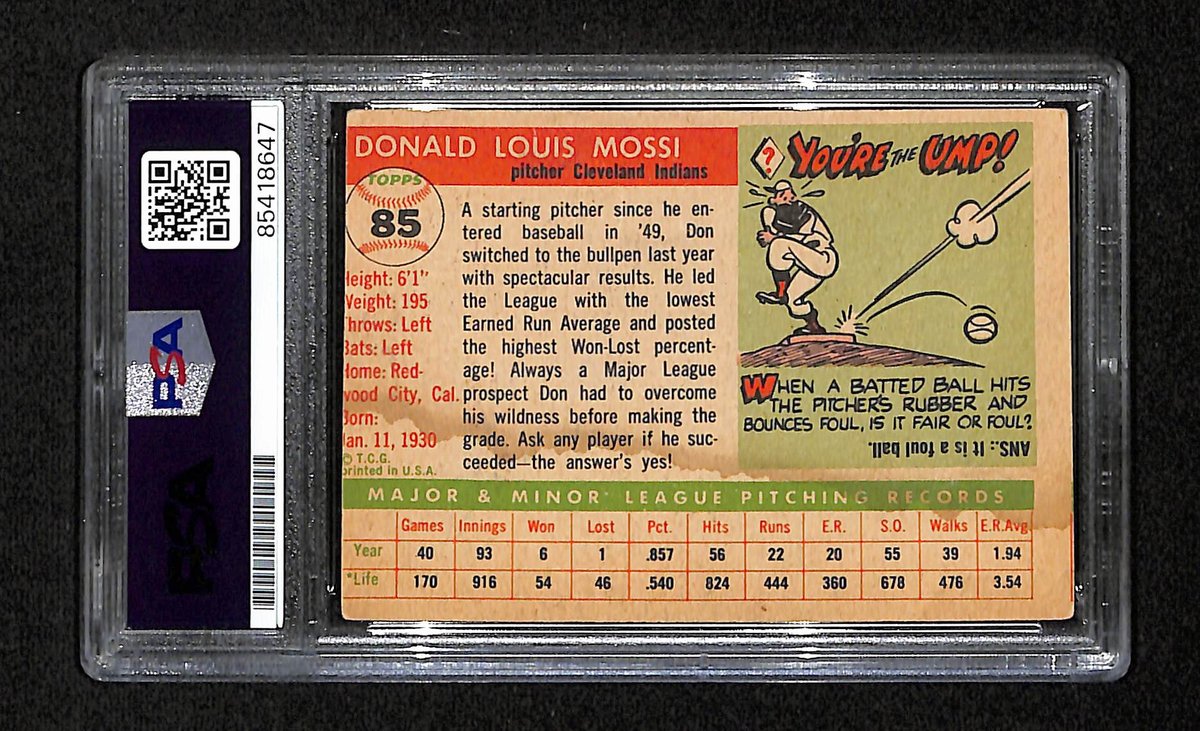 85418647
PSA
PSA
DONALD LOUIS MOSSI
pitcher Cleveland Indians
TOPPS
85
eight: 6'1"
Weight: 195
hrows: Left
Bats: Left
ome: Red-
wood City, Cal.
Born:
an. 11, 1930
© T.C.G.
printed in U.S.A.
A starting pitcher since he en-
tered baseball in '49, Don
switched to the bullpen last year
with spectacular results. He led
the League with the lowest
Earned Run Average and posted
the highest Won-Lost percent-
age! Always a Major League
prospect Don had to overcome
his wildness before making the
grade. Ask any player if he suc-
ceeded—the answer's yes!
?
YOU'RE THE UMP!
WHEN A BATTED BALL HITS
THE PITCHER'S RUBBER AND
BOUNCES FOUL, IS IT FAIR OR FOUL?
ANS.: It is a foul ball.
MAJOR & MINOR LEAGUE PITCHING RECORDS
Games Innings Won Lost Pct. Hits Runs E.R. S.O. Walks E.R.Avg
Year 40 93 6 1 .857 56 22 20 55 39 1.94
*Life 170 916 54 46 .540 824 444 360 678 476 3.54